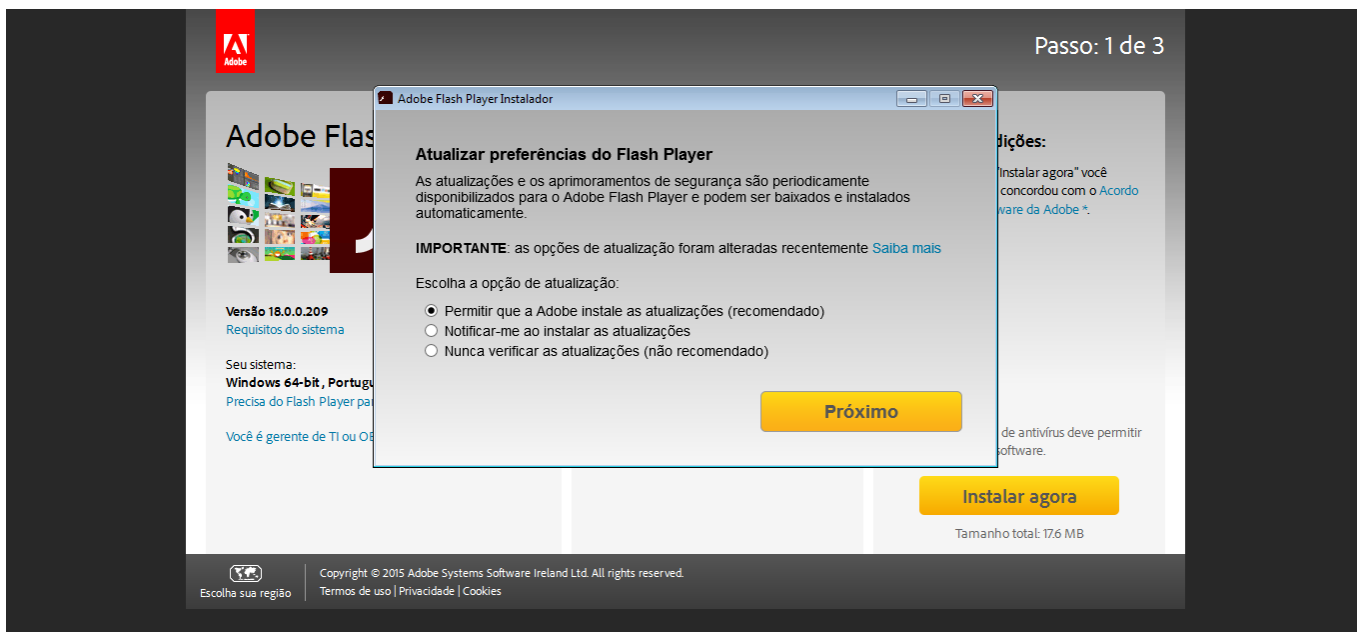 Adobe
Passo: 1 de 3
Adobe Flash Player Instalador
Adobe Flas
Atualizar preferências do Flash Player
As atualizações e os aprimoramentos de segurança são periodicamente
disponibilizados para o Adobe Flash Player e podem ser baixados e instalados
automaticamente.
IMPORTANTE: as opções de atualização foram alteradas recentemente Saiba mais
Escolha a opção de atualização:
Permitir que a Adobe instale as atualizações (recomendado)
Notificar-me ao instalar as atualizações
Nunca verificar as atualizações (não recomendado)
Próximo
Versão 18.0.0.209
Requisitos do sistema
Seu sistema:
Windows 64-bit, Portugu
Precisa do Flash Player par
Você é gerente de TI ou OE
dições:
"Instalar agora" você
concordou com o Acordo
ware da Adobe *.
de antivírus deve permitir
software.
Instalar agora
Tamanho total: 17.6 MB
Escolha sua região
Copyright © 2015 Adobe Systems Software Ireland Ltd. All rights reserved.
Termos de uso | Privacidade | Cookies